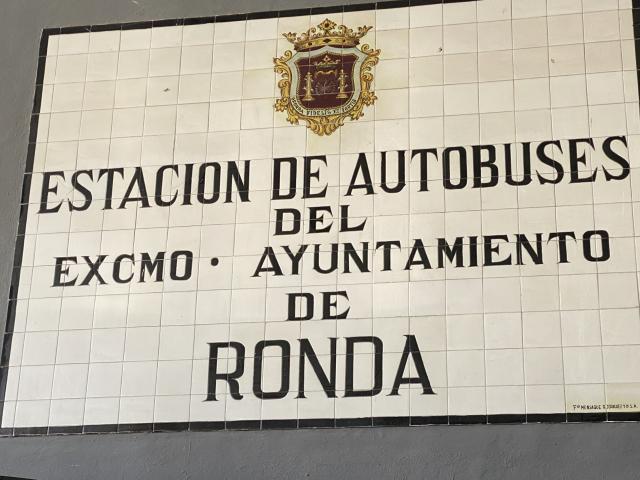 ESTACION DE AUTOBUSES
DEL
EXCMO · AYUNTAMIENTO
DE
RONDA